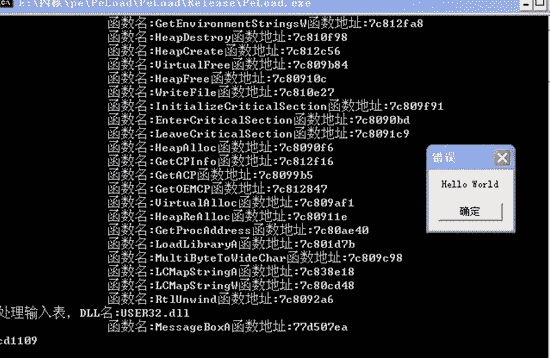 E:\内核\pe\PeLoad\PeLoad\Release\PeLoad.exe
函数名:GetEnvironmentStringsW函数地址:7c812fa8
函数名:HeapDestroy函数地址:7c810f98
函数名:HeapCreate函数地址:7c812c56
函数名:VirtualFree函数地址:7c809b84
函数名:HeapFree函数地址:7c80910c
函数名:WriteFile函数地址:7c810e27
函数名:InitializeCriticalSection函数地址:7c809f91
函数名:EnterCriticalSection函数地址:7c8090bd
函数名:LeaveCriticalSection函数地址:7c8091c9
函数名:HeapAlloc函数地址:7c8090f6
函数名:GetCPInfo函数地址:7c812f16
函数名:GetACP函数地址:7c8099b5
函数名:GetOEMCP函数地址:7c812847
函数名:VirtualAlloc函数地址:7c809af1
函数名:HeapReAlloc函数地址:7c80911e
函数名:GetProcAddress函数地址:7c80ae40
函数名:LoadLibraryA函数地址:7c801d7b
函数名:MultiByteToWideChar函数地址:7c809c98
函数名:LCMapStringA函数地址:7c838e18
函数名:LCMapStringW函数地址:7c80cd48
函数名:RtlUnwind函数地址:7c8092a6
处理输入表, DLL名:USER32.dll
函数名:MessageBoxA函数地址:77d507ea
cd1109
错误
Hello World
确定